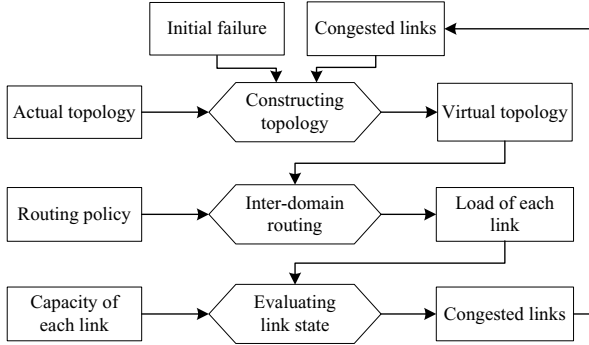 Initial failure
Congested links
Actual topology
Constructing
topology
Virtual topology
Routing policy
Inter-domain
routing
Load of each
link
Capacity of
each link
Evaluating
link state
Congested links